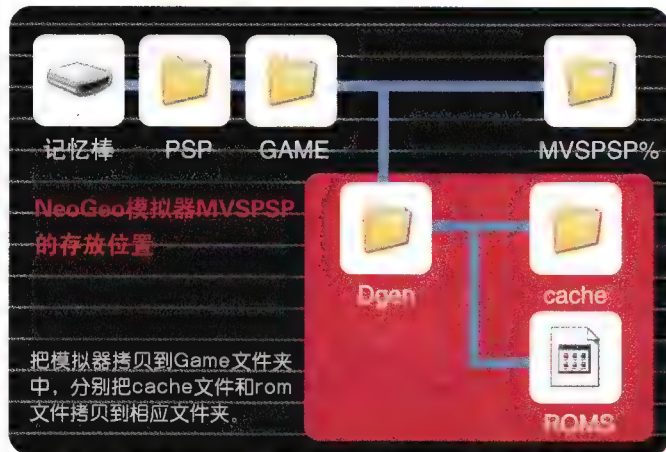 记忆棒 PSP GAME MVSPSP%
NeoGeo模拟器MVSPSP
的存放位置
Dgen cache
ROMS
把模拟器拷贝到Game文件夹
中，分别把cache文件和rom
文件拷贝到相应文件夹。